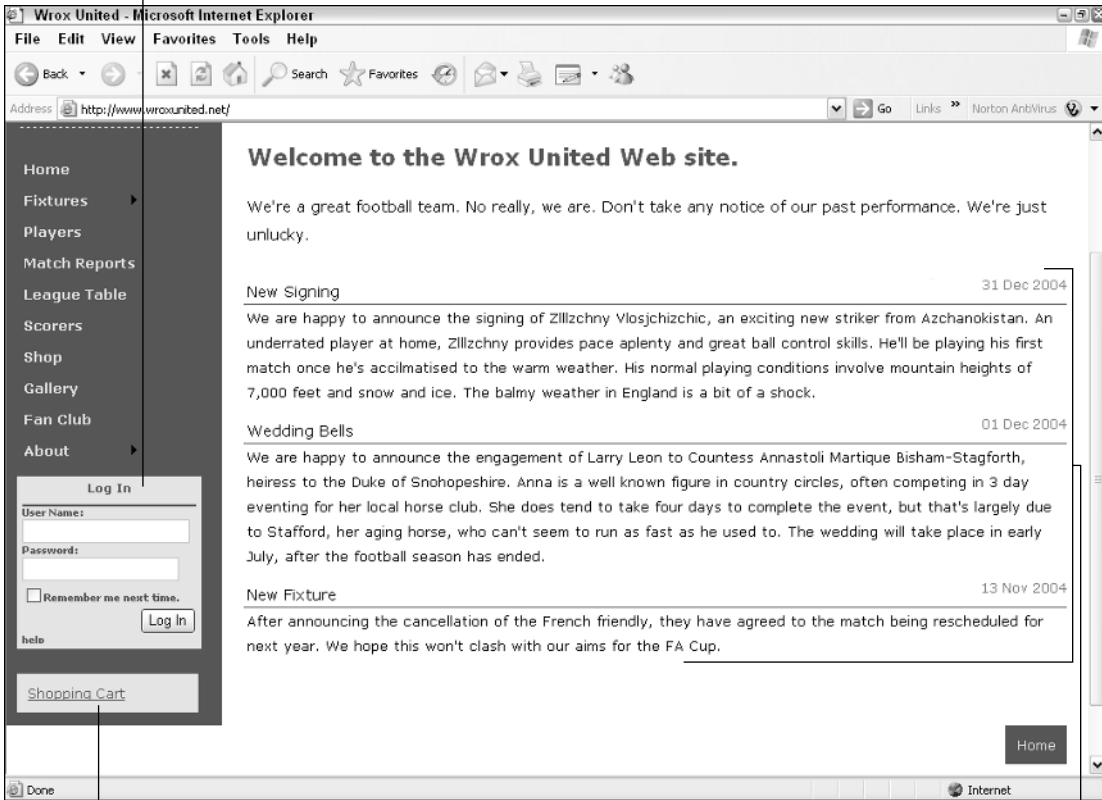 Wrox United - Microsoft Internet Explorer
File Edit View Favorites Tools Help
Back Search Favorites
Address http://www.wroxunited.net/ Go Links » Norton AntiVirus
Home
Fixtures
Players
Match Reports
League Table
Scorers
Shop
Gallery
Fan Club
About
Log In
User Name:
Password:
Remember me next time.
Log In
help
Shopping Cart
Welcome to the Wrox United Web site.
We're a great football team. No really, we are. Don't take any notice of our past performance. We're just
unlucky.
New Signing 31 Dec 2004
We are happy to announce the signing of Zlllzchny Vlosjchizchic, an exciting new striker from Azchanokistan. An
underrated player at home, Zlllzchny provides pace aplenty and great ball control skills. He'll be playing his first
match once he's accilmatised to the warm weather. His normal playing conditions involve mountain heights of
7,000 feet and snow and ice. The balmy weather in England is a bit of a shock.
Wedding Bells 01 Dec 2004
We are happy to announce the engagement of Larry Leon to Countess Annastoli Martique Bisham-Stagforth,
heiress to the Duke of Snohopeshire. Anna is a well known figure in country circles, often competing in 3 day
eventing for her local horse club. She does tend to take four days to complete the event, but that's largely due
to Stafford, her aging horse, who can't seem to run as fast as he used to. The wedding will take place in early
July, after the football season has ended.
New Fixture 13 Nov 2004
After announcing the cancellation of the French friendly, they have agreed to the match being rescheduled for
next year. We hope this won't clash with our aims for the FA Cup.
Home
Done Internet